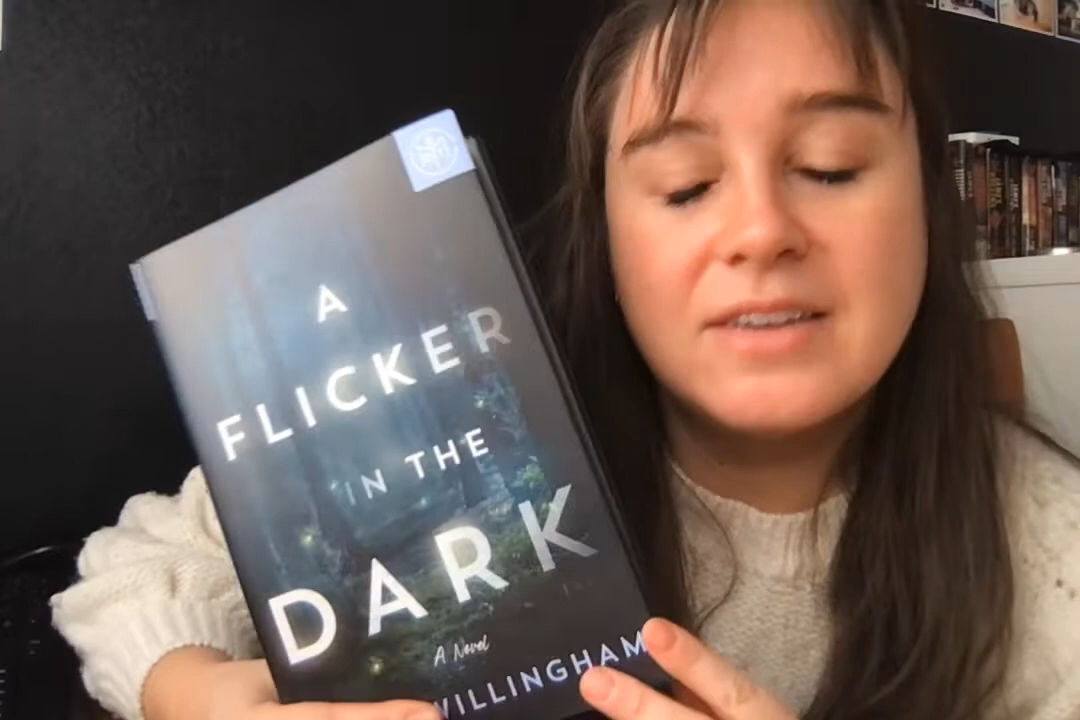 A
FLICKER
IN THE
DARK
A Novel
WILLINGHAM